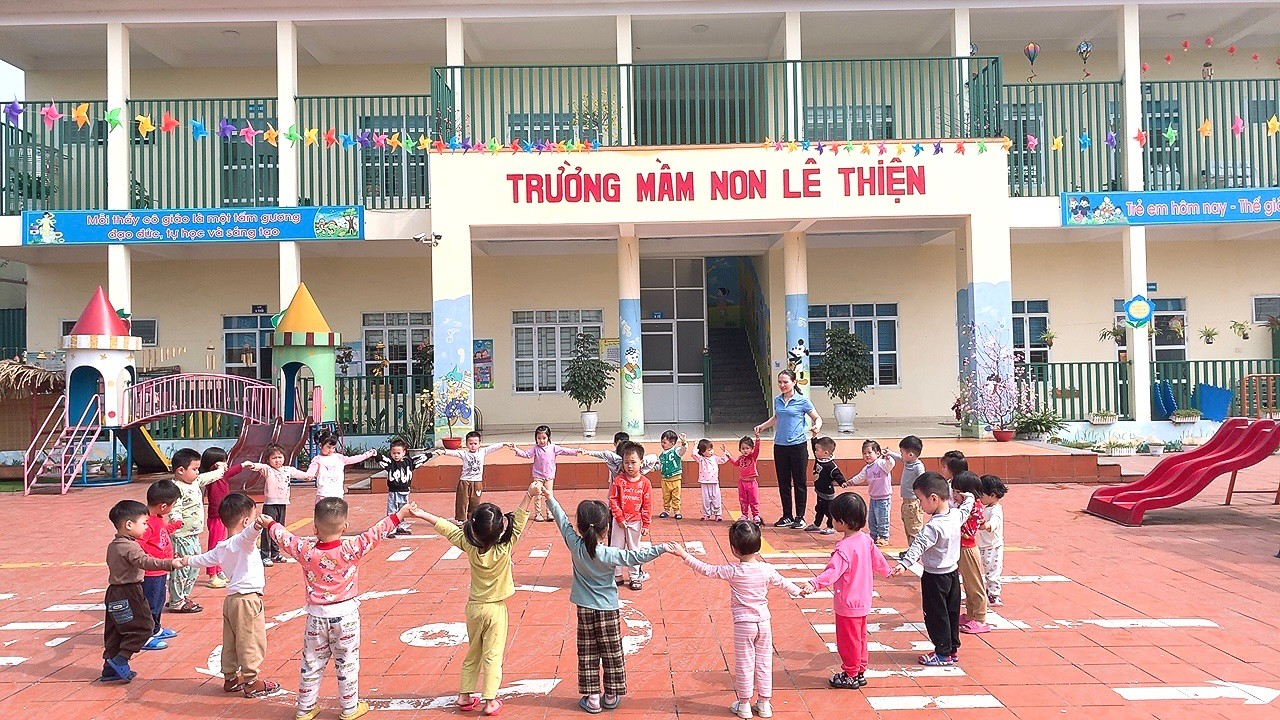 TRƯỜNG MẦM NON LÊ THIỆN
Mỗi thầy cô giáo là một tấm gương
đạo đức, tự học và sáng tạo
Trẻ em hôm nay - Thế giớ